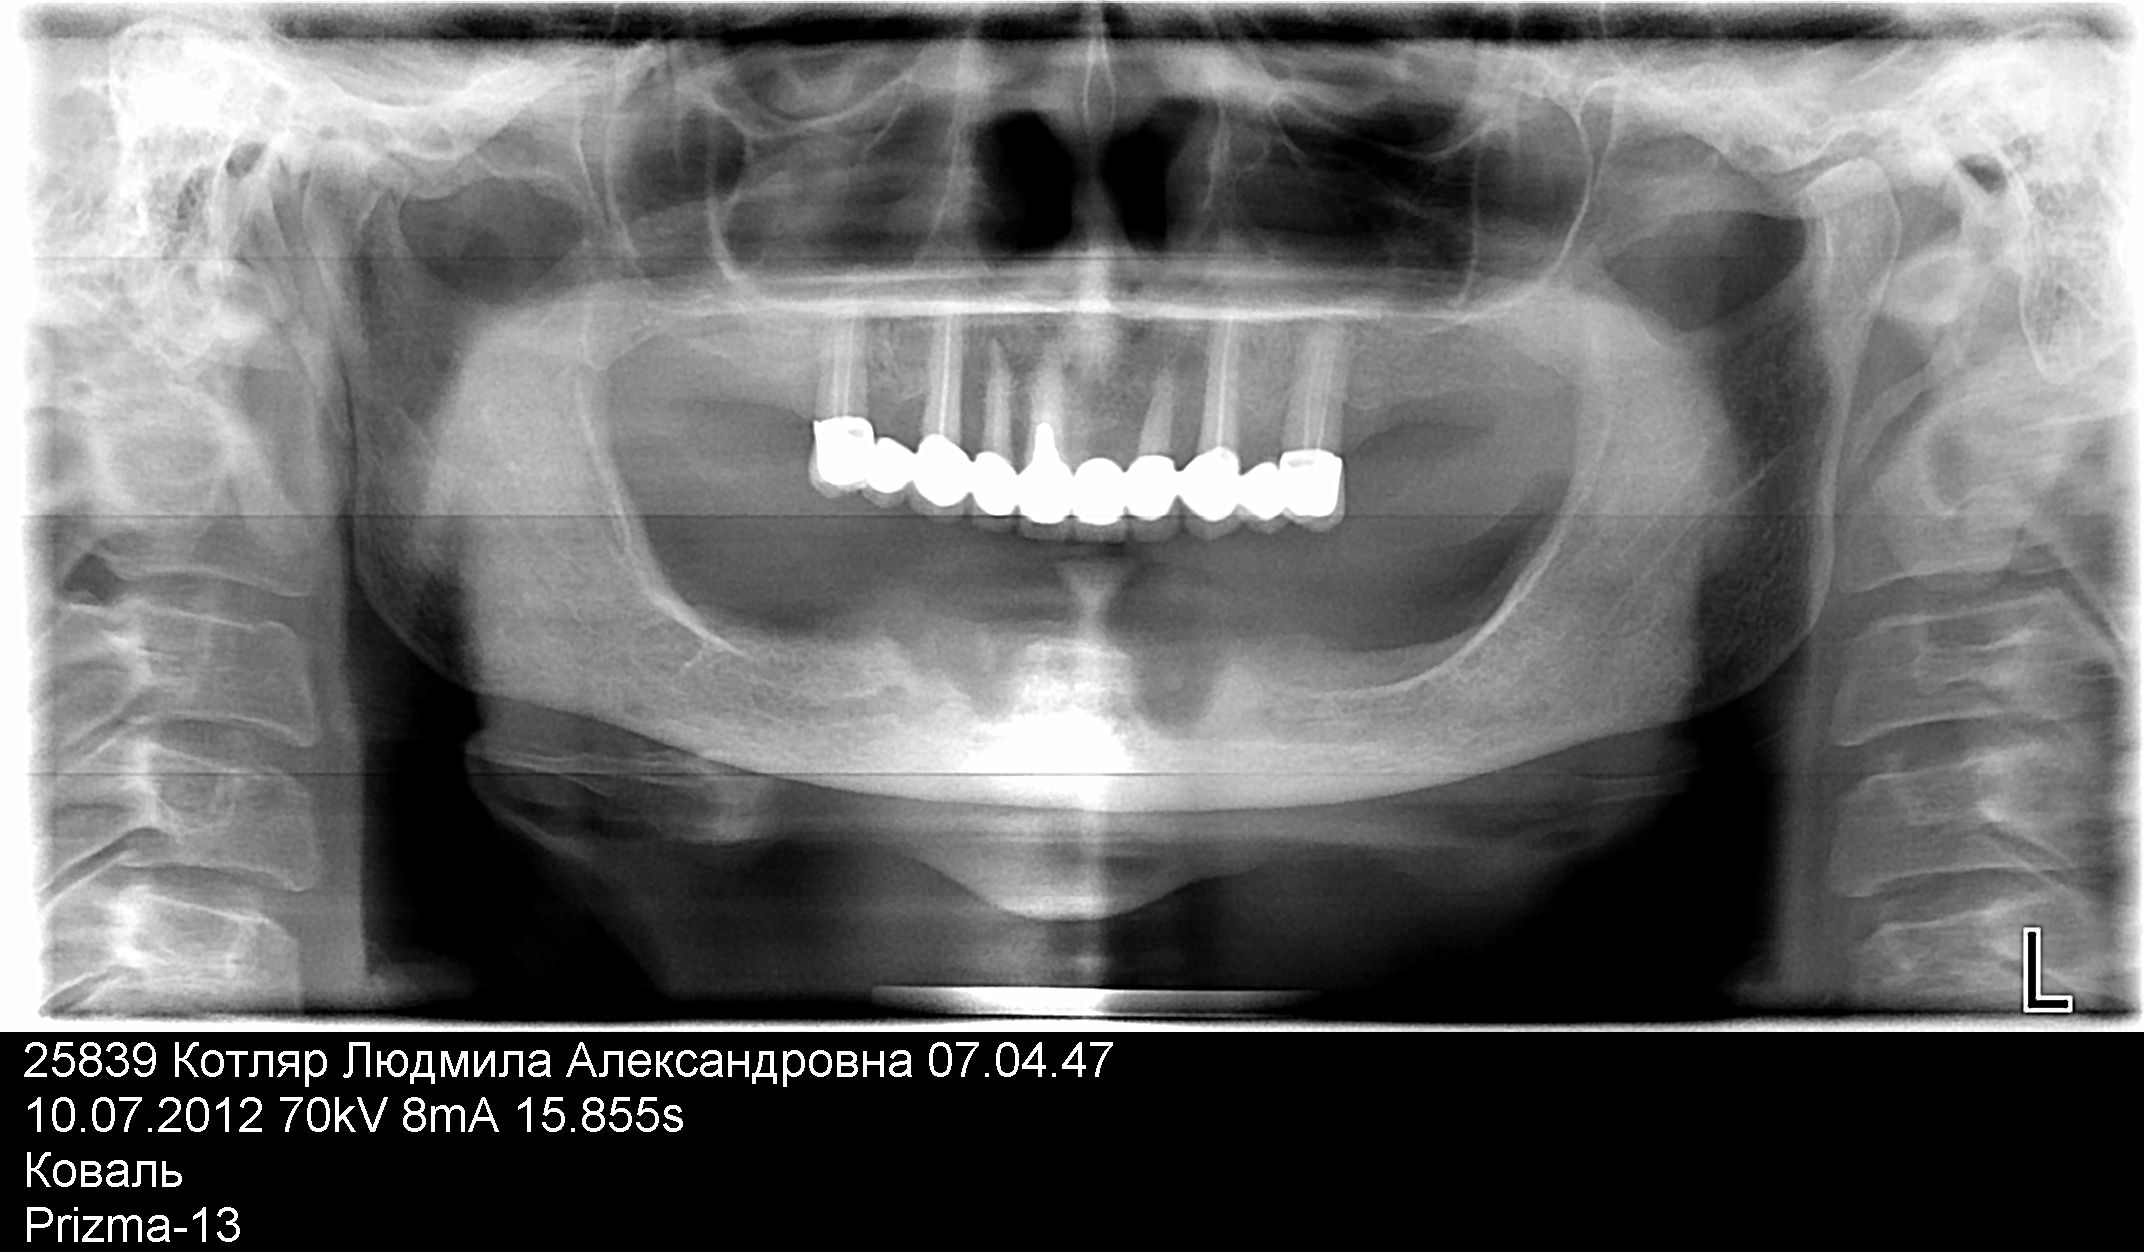 L
25839 Котляр Людмила Александровна 07.04.47
10.07.2012 70kV 8mA 15.855s
Коваль
Prizma-13